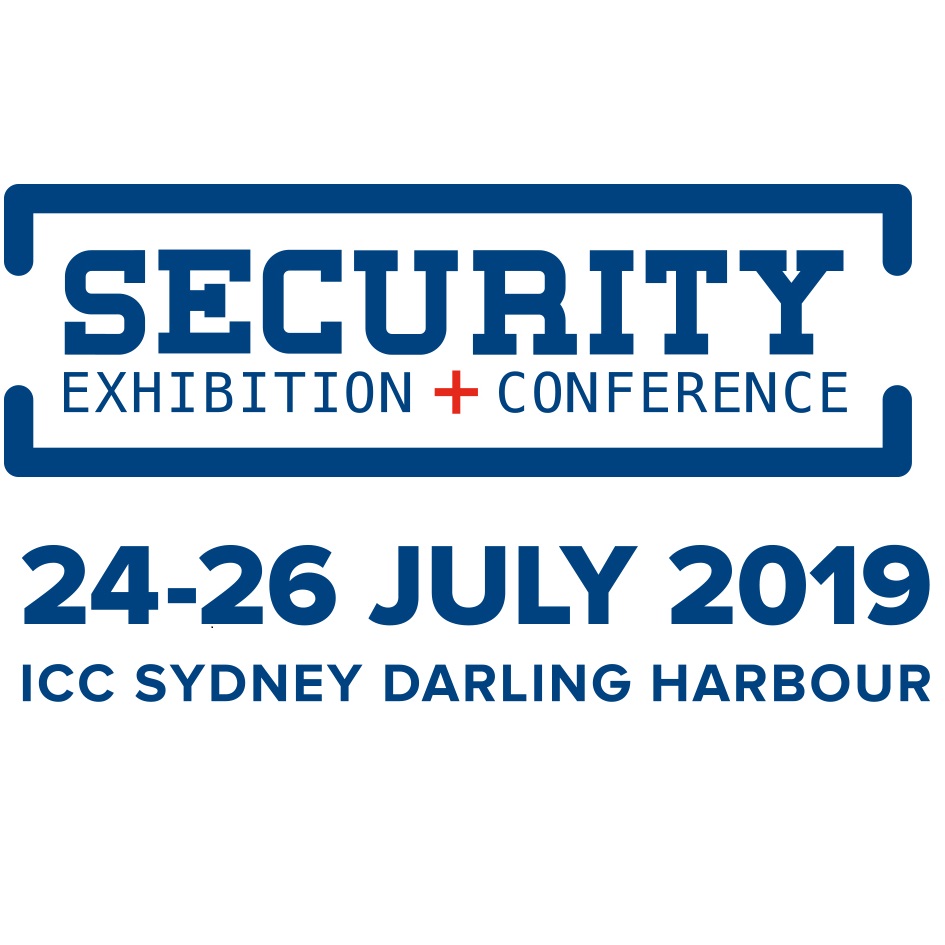 SECURITY
EXHIBITION + CONFERENCE
24-26 JULY 2019
ICC SYDNEY DARLING HARBOUR